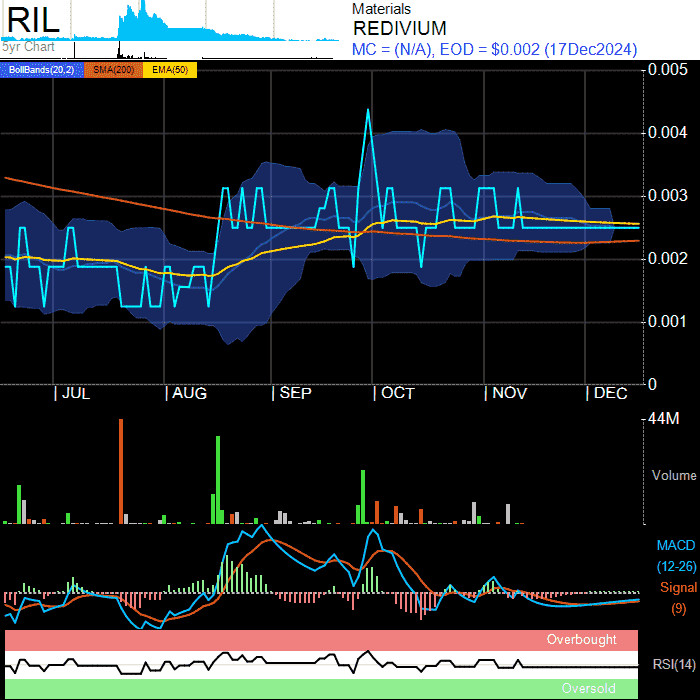 RIL
5yr Chart
Materials
REDIVIUM
MC = (N/A), EOD = $0.002 (17Dec2024)
BollBands(20,2) SMA(200) EMA(50)
0.005
0.004
0.003
0.002
0.001
0
| JUL | AUG | SEP | OCT | NOV | DEC
44M
Volume
MACD
(12-26)
Signal
(9)
Overbought
RSI(14)
Oversold